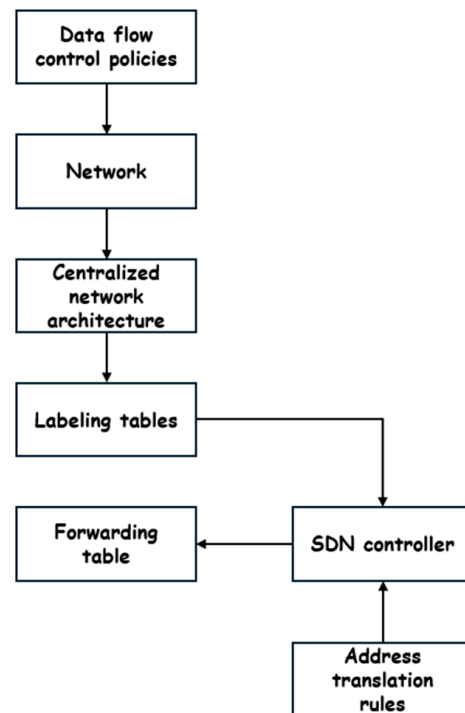 Data flow
control policies
Network
Centralized
network
architecture
Labeling tables
Forwarding
table
SDN controller
Address
translation
rules